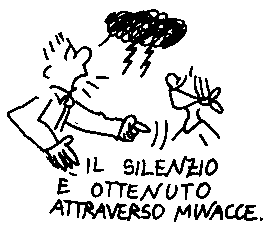 IL SILENZIO
E OTTENUTO
ATTRAVERSO MINACCE.